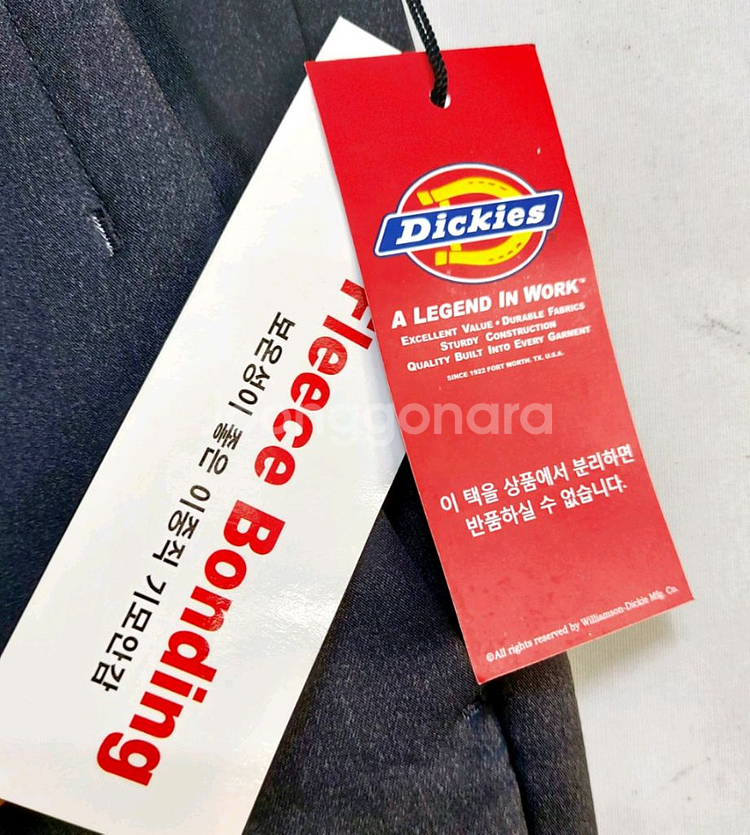 Dickies
A LEGEND IN WORK™
EXCELLENT VALUE • DURABLE FABRICS
STURDY CONSTRUCTION
QUALITY BUILT INTO EVERY GARMENT
SINCE 1922 FORT WORTH, TX. U.S.A.
이 택을 상품에서 분리하면
반품하실 수 없습니다.
©All rights reserved by Williamson-Dickie Mfg. Co.
Fleece Bonding
보온성이 좋은 이중직 기모안감
joonggonara